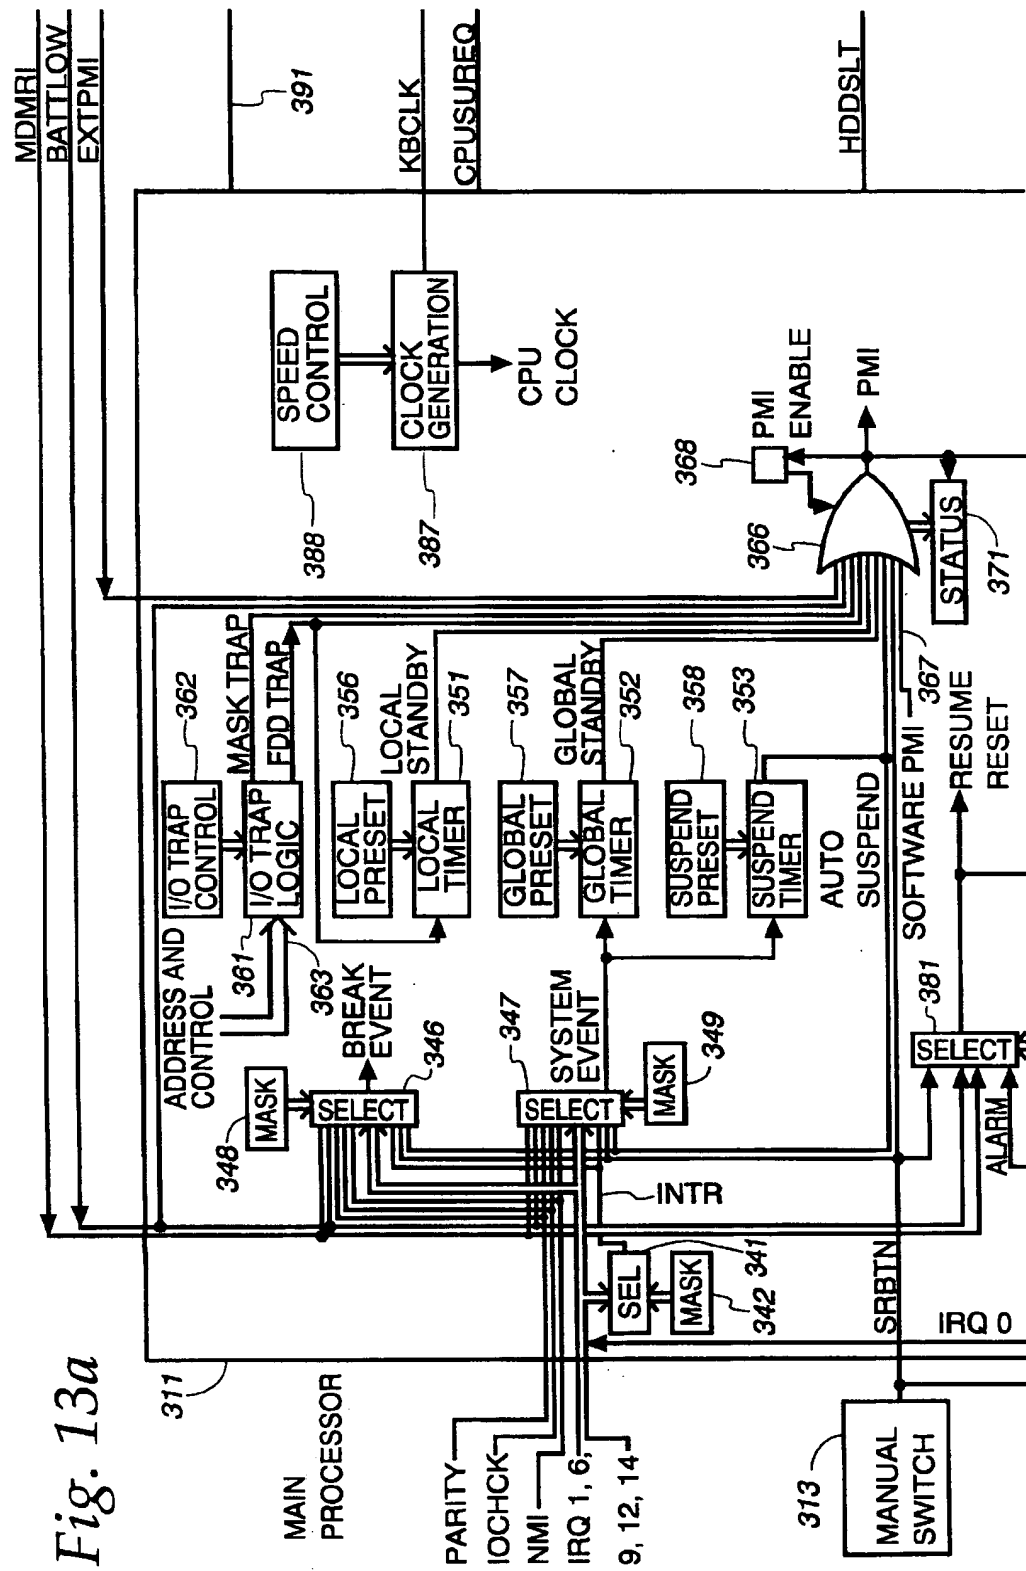 Fig. 13a
MDMRI
BATTLOW
EXTPMI
391
KBCLK
CPUSUREQ
HDDSLT
311
MAIN
PROCESSOR
SPEED
CONTROL
388
CLOCK
GENERATION
387
CPU
CLOCK
I/O TRAP
CONTROL
362
MASK TRAP
FDD TRAP
I/O TRAP
LOGIC
361
363
ADDRESS AND
CONTROL
LOCAL
PRESET
356
LOCAL
STANDBY
LOCAL
TIMER
351
GLOBAL
PRESET
357
GLOBAL
STANDBY
GLOBAL
TIMER
352
SUSPEND
PRESET
358
SUSPEND
TIMER
353
AUTO
SUSPEND
SOFTWARE PMI
367
366
368
PMI
ENABLE
PMI
STATUS
371
MASK
348
SELECT
346
BREAK
EVENT
SELECT
347
SYSTEM
EVENT
MASK
349
INTR
SEL
341
MASK
342
PARITY
IOCHCK
NMI
IRQ 1, 6,
9, 12, 14
IRQ 0
SRBTN
MANUAL
SWITCH
313
ALARM
SELECT
381
RESUME
RESET